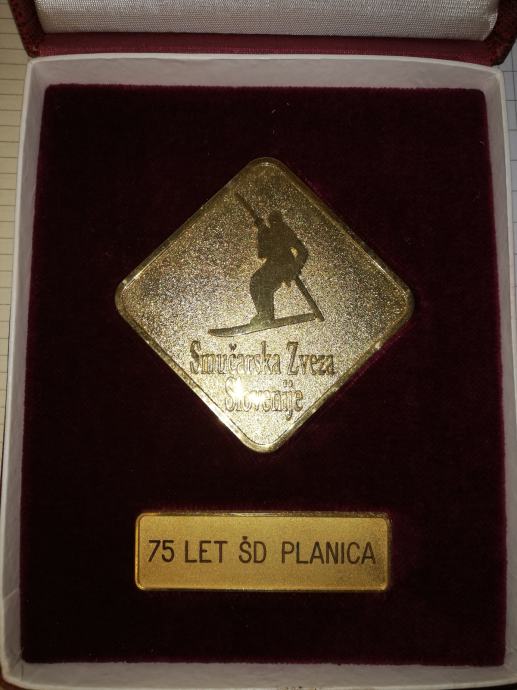 Smučarska Zveza
Slovenije
75 LET ŠD PLANICA